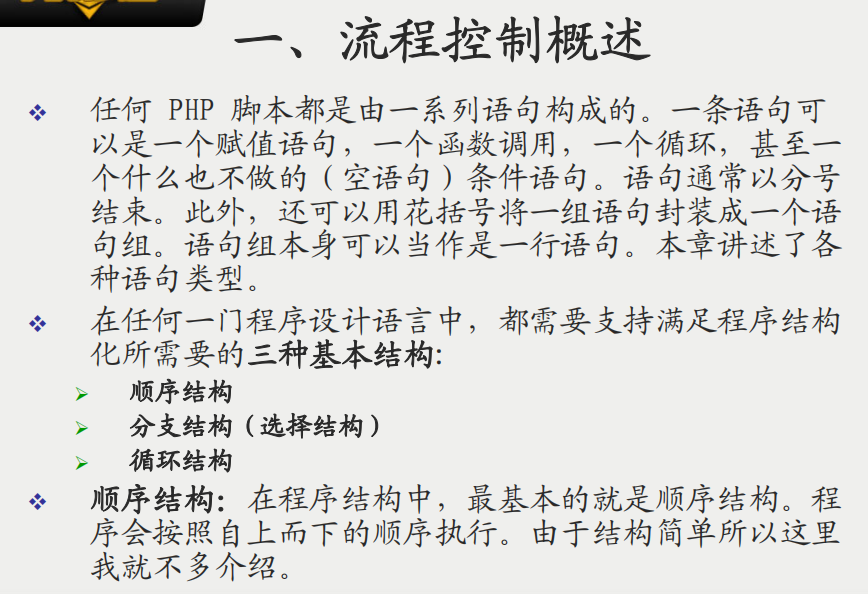 一、流程控制概述
任何 PHP 脚本都是由一系列语句构成的。一条语句可
以是一个赋值语句，一个函数调用，一个循环，甚至一
个什么也不做的（空语句）条件语句。语句通常以分号
结束。此外，还可以用花括号将一组语句封装成一个语
句组。语句组本身可以当作是一行语句。本章讲述了各
种语句类型。
在任何一门程序设计语言中，都需要支持满足程序结构
化所需要的三种基本结构:
顺序结构
分支结构（选择结构）
循环结构
顺序结构：在程序结构中，最基本的就是顺序结构。程
序会按照自上而下的顺序执行。由于结构简单所以这里
我就不多介绍。